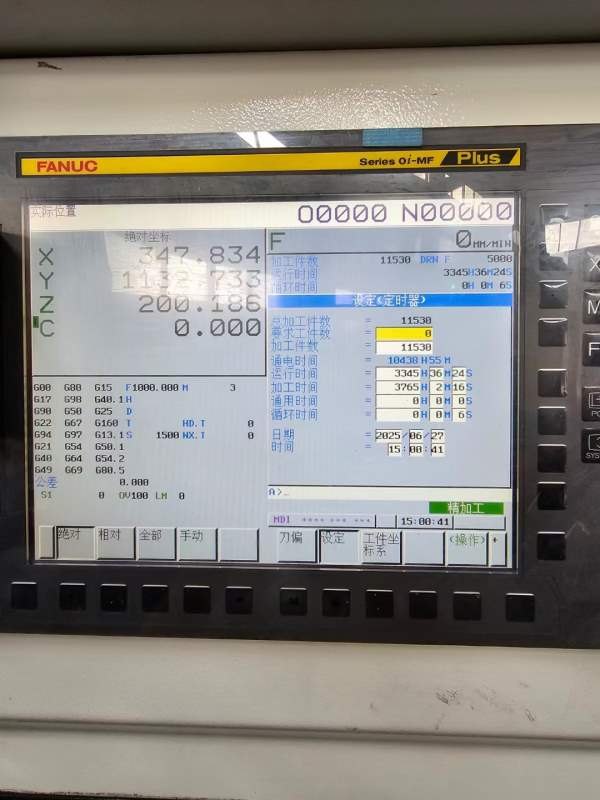 FANUC Series 0i-MF Plus
实际位置 O0000 N00000
绝对坐标
X 347.834
Y 1132.733
Z 200.186
C 0.000
F 0 MM/MIN
加工件数 11530 DRN F 5000
运行时间 3345H36M24S
循环时间 0H 0M 6S
设定(定时器)
总加工件数 = 11530
要求工件数 = 0
加工件数 = 11530
通电时间 = 10438H55M
运行时间 = 3345H36M24S
加工时间 = 3765H 2M16S
通用时间 = 0H 0M 0S
循环时间 = 0H 0M 6S
日期 = 2025/06/27
时间 = 15:00:41
G00 G80 G15 F1000.000 M 3
G17 G98 G40.1 H
G90 G50 G25 D
G22 G67 G160 T HD.T 0
G94 G97 G13.1 S 1500 NX.T 0
G21 G54 G50.1
G40 G64 G54.2
G49 G69 G80.5
公差 0.000
S1 0 OV100 LM 0
A>_
精加工
MDI **** *** *** 15:00:41
绝对 相对 全部 手动
刀偏 设定 工件坐标系 (操作) +